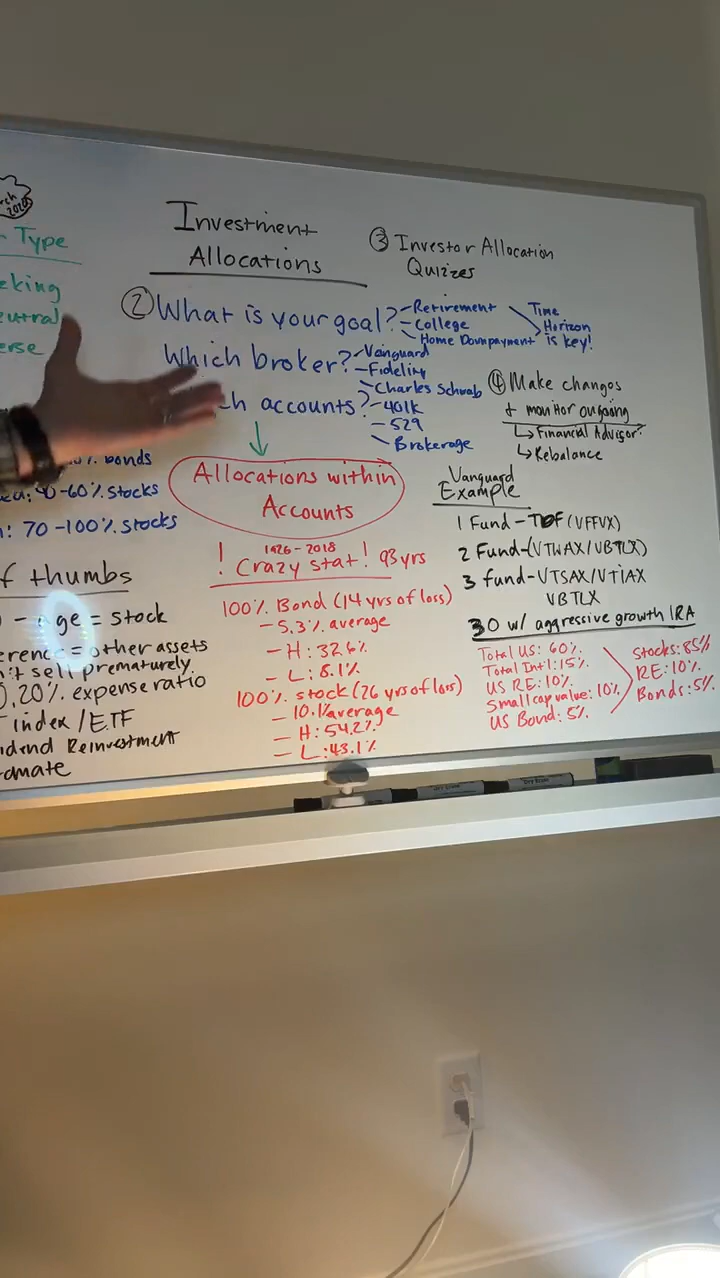 2020
Type
eking
eutral
erse
% bonds
40-60% stocks
: 70-100% stocks
f thumbs
- age = stock
erence = other assets
't sell prematurely
0.20% expense ratio
index/ETF
idend Reinvestment
omate
Investment
Allocations
② What is your goal?
- Retirement
- College
- Home Downpayment
Time
Horizon
is key!
Which broker?
- Vanguard
- Fidelity
- Charles Schwab
ch accounts?
- 401k
- 529
- Brokerage
Allocations within
Accounts
1926-2018
! Crazy stat! 93 yrs
100% Bond (14 yrs of loss)
- 5.3% average
- H: 32.6%
- L: 8.1%
100% stock (26 yrs of loss)
- 10.1% average
- H: 54.2%
- L: 43.1%
③ Investor Allocation
Quizes
④ Make changes
+ monitor ongoing
↳ Financial Advisor?
↳ Rebalance
Vanguard
Example
1 Fund - TDF (VFFVX)
2 Fund - (VTWAX/VBTLX)
3 fund - VTSAX/VTIAX
VBTLX
30 w/ aggressive growth IRA
Total US: 60%
Total Int'l: 15%
US RE: 10%
Small cap value: 10%
US Bond: 5%
Stocks: 85%
RE: 10%
Bonds: 5%